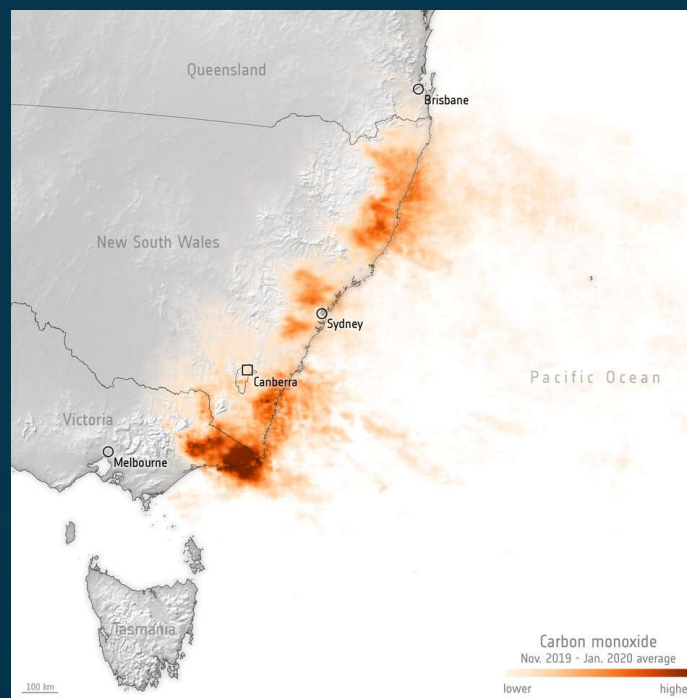 Queensland
Brisbane
New South Wales
Sydney
Pacific Ocean
Canberra
Victoria
Melbourne
Tasmania
Carbon monoxide
Nov. 2019 - Jan. 2020 average
lower
highe
100 km